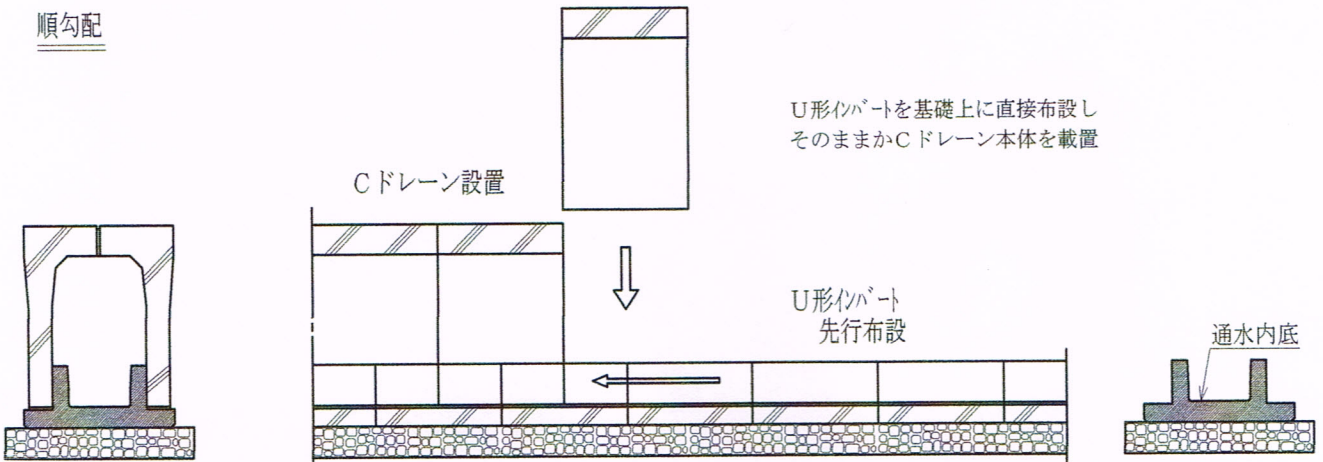 順勾配
U形インバートを基礎上に直接布設し
そのままかCドレーン本体を載置
Cドレーン設置
U形インバート
先行布設
通水内底